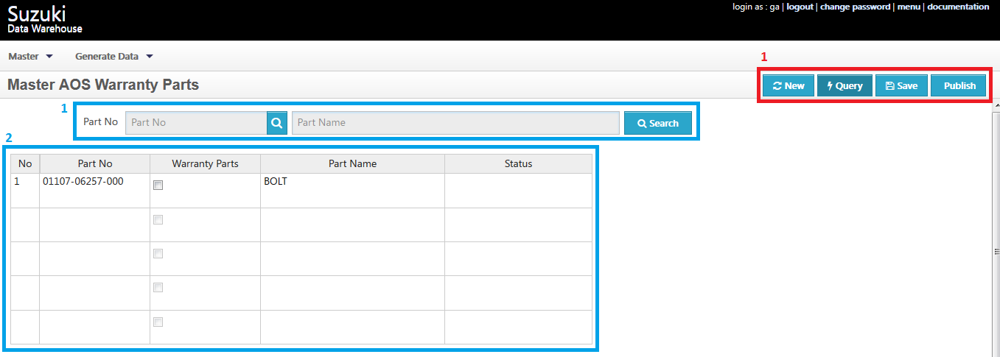 Suzuki
Data Warehouse
login as : ga | logout | change password | menu | documentation
Master Generate Data
1
Master AOS Warranty Parts
New Query Save Publish
1
Part No Part No Part Name Search
2
No Part No Warranty Parts Part Name Status
1 01107-06257-000 BOLT